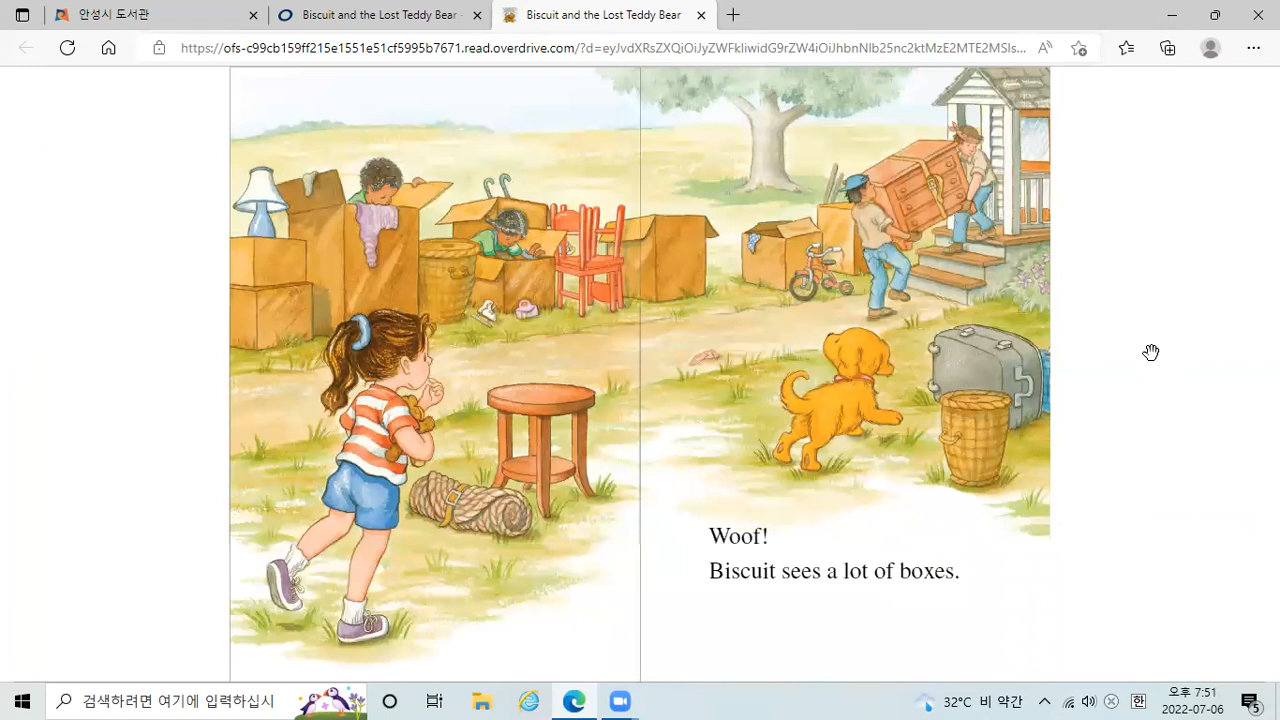 안성시 도서관
Biscuit and the Lost Teddy Bear -
Biscuit and the Lost Teddy Bear
https://ofs-c99cb159ff215e1551e51cf5995b7671.read.overdrive.com/?d=
Woof!
Biscuit sees a lot of boxes.
검색하려면 여기에 입력하십시
32°C 비 약간
한
오후 7:51
2022-07-06
5